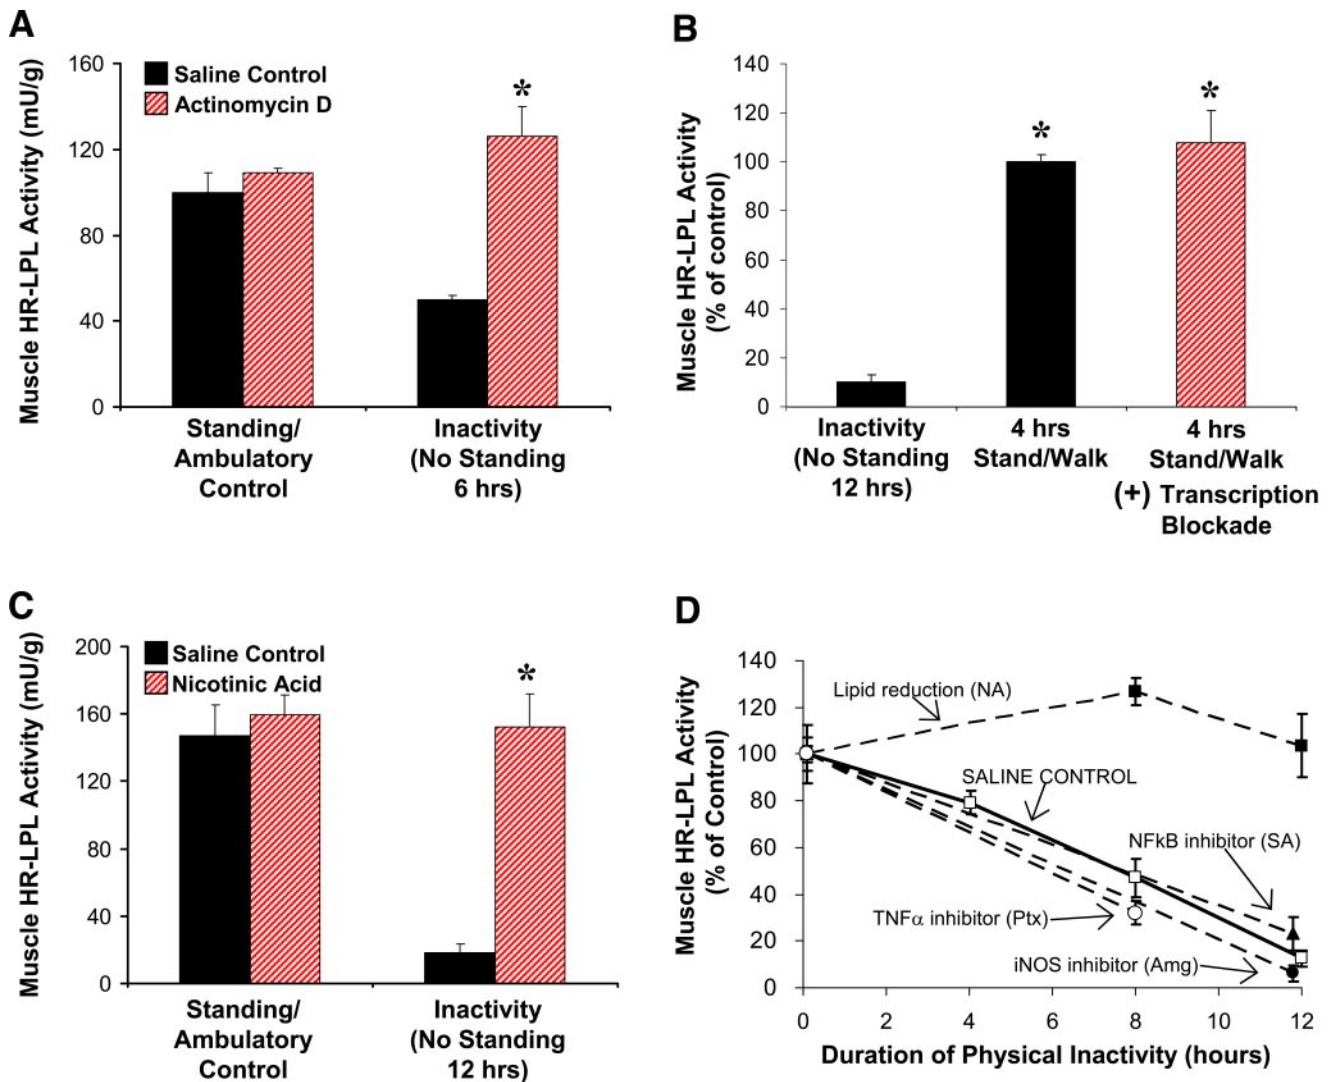 A
Muscle HR-LPL Activity (mU/g)
160
120
80
40
0
Saline Control
Actinomycin D
*
Standing/
Ambulatory
Control
Inactivity
(No Standing
6 hrs)
B
Muscle HR-LPL Activity
(% of control)
140
120
100
80
60
40
20
0
*
*
Inactivity
(No Standing
12 hrs)
4 hrs
Stand/Walk
4 hrs
Stand/Walk
(+) Transcription
Blockade
C
Muscle HR-LPL Activity (mU/g)
200
160
120
80
40
0
Saline Control
Nicotinic Acid
*
Standing/
Ambulatory
Control
Inactivity
(No Standing
12 hrs)
D
Muscle HR-LPL Activity
(% of Control)
140
120
100
80
60
40
20
0
Lipid reduction (NA)
SALINE CONTROL
NFkB inhibitor (SA)
TNFα inhibitor (Ptx)
iNOS inhibitor (Amg)
0 2 4 6 8 10 12
Duration of Physical Inactivity (hours)